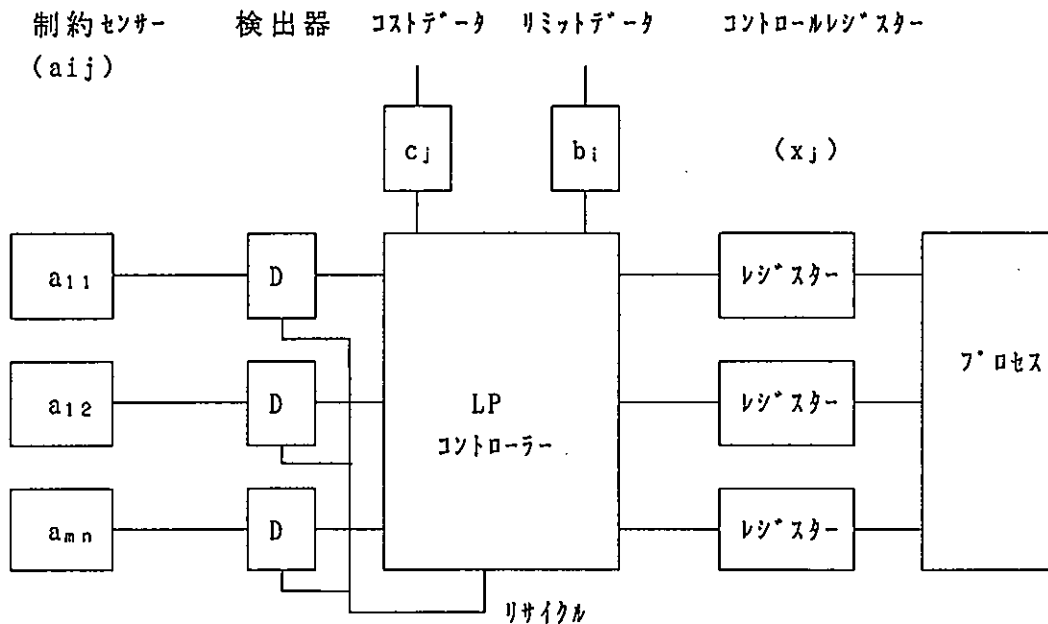 制約センサー 検出器 コストデータ リミットデータ コントロールレジスター
(aij)
cj bi (xj)
a11 D レジスター
プロセス
a12 D LP レジスター
コントローラー
amn D レジスター
リサイクル